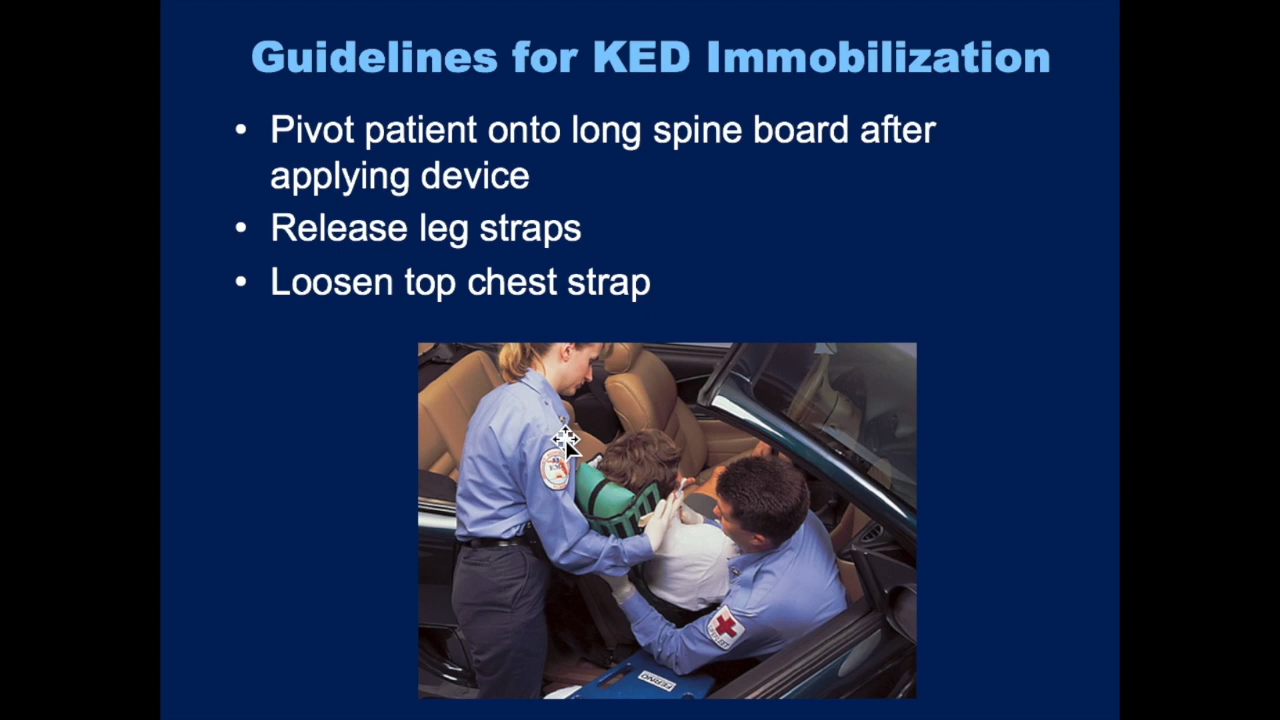 Guidelines for KED Immobilization
• Pivot patient onto long spine board after
applying device
• Release leg straps
• Loosen top chest strap
FERNO